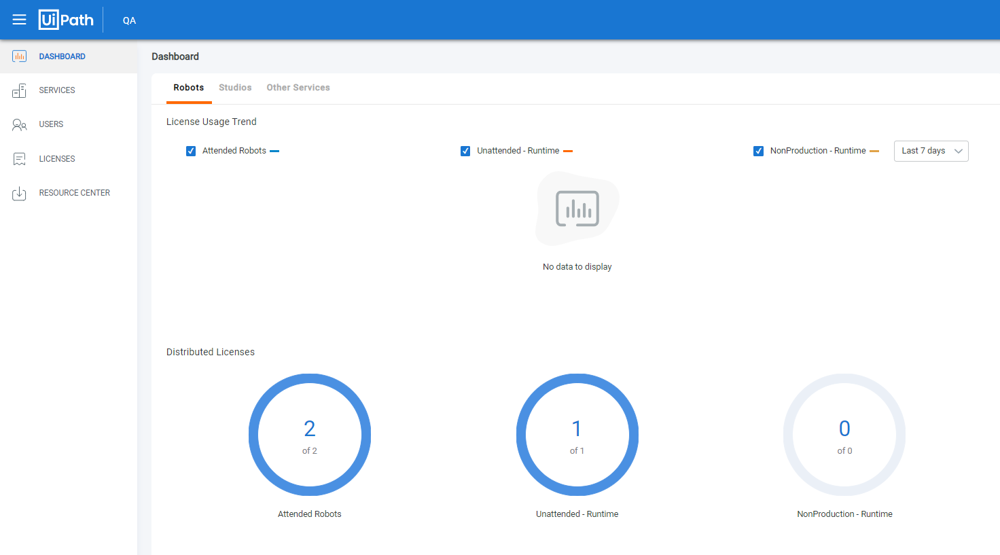 UiPath
QA
DASHBOARD
SERVICES
USERS
LICENSES
RESOURCE CENTER
Dashboard
Robots Studios Other Services
License Usage Trend
Attended Robots Unattended - Runtime NonProduction - Runtime Last 7 days
No data to display
Distributed Licenses
2 1 0
of 2 of 1 of 0
Attended Robots Unattended - Runtime NonProduction - Runtime